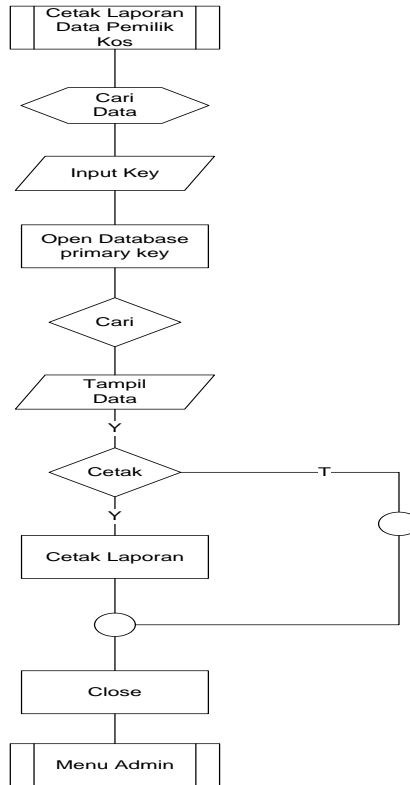 Cetak Laporan
Data Pemilik
Kos
Cari
Data
Input Key
Open Database
primary key
Cari
Tampil
Data
Y
Cetak
T
Y
Cetak Laporan
Close
Menu Admin